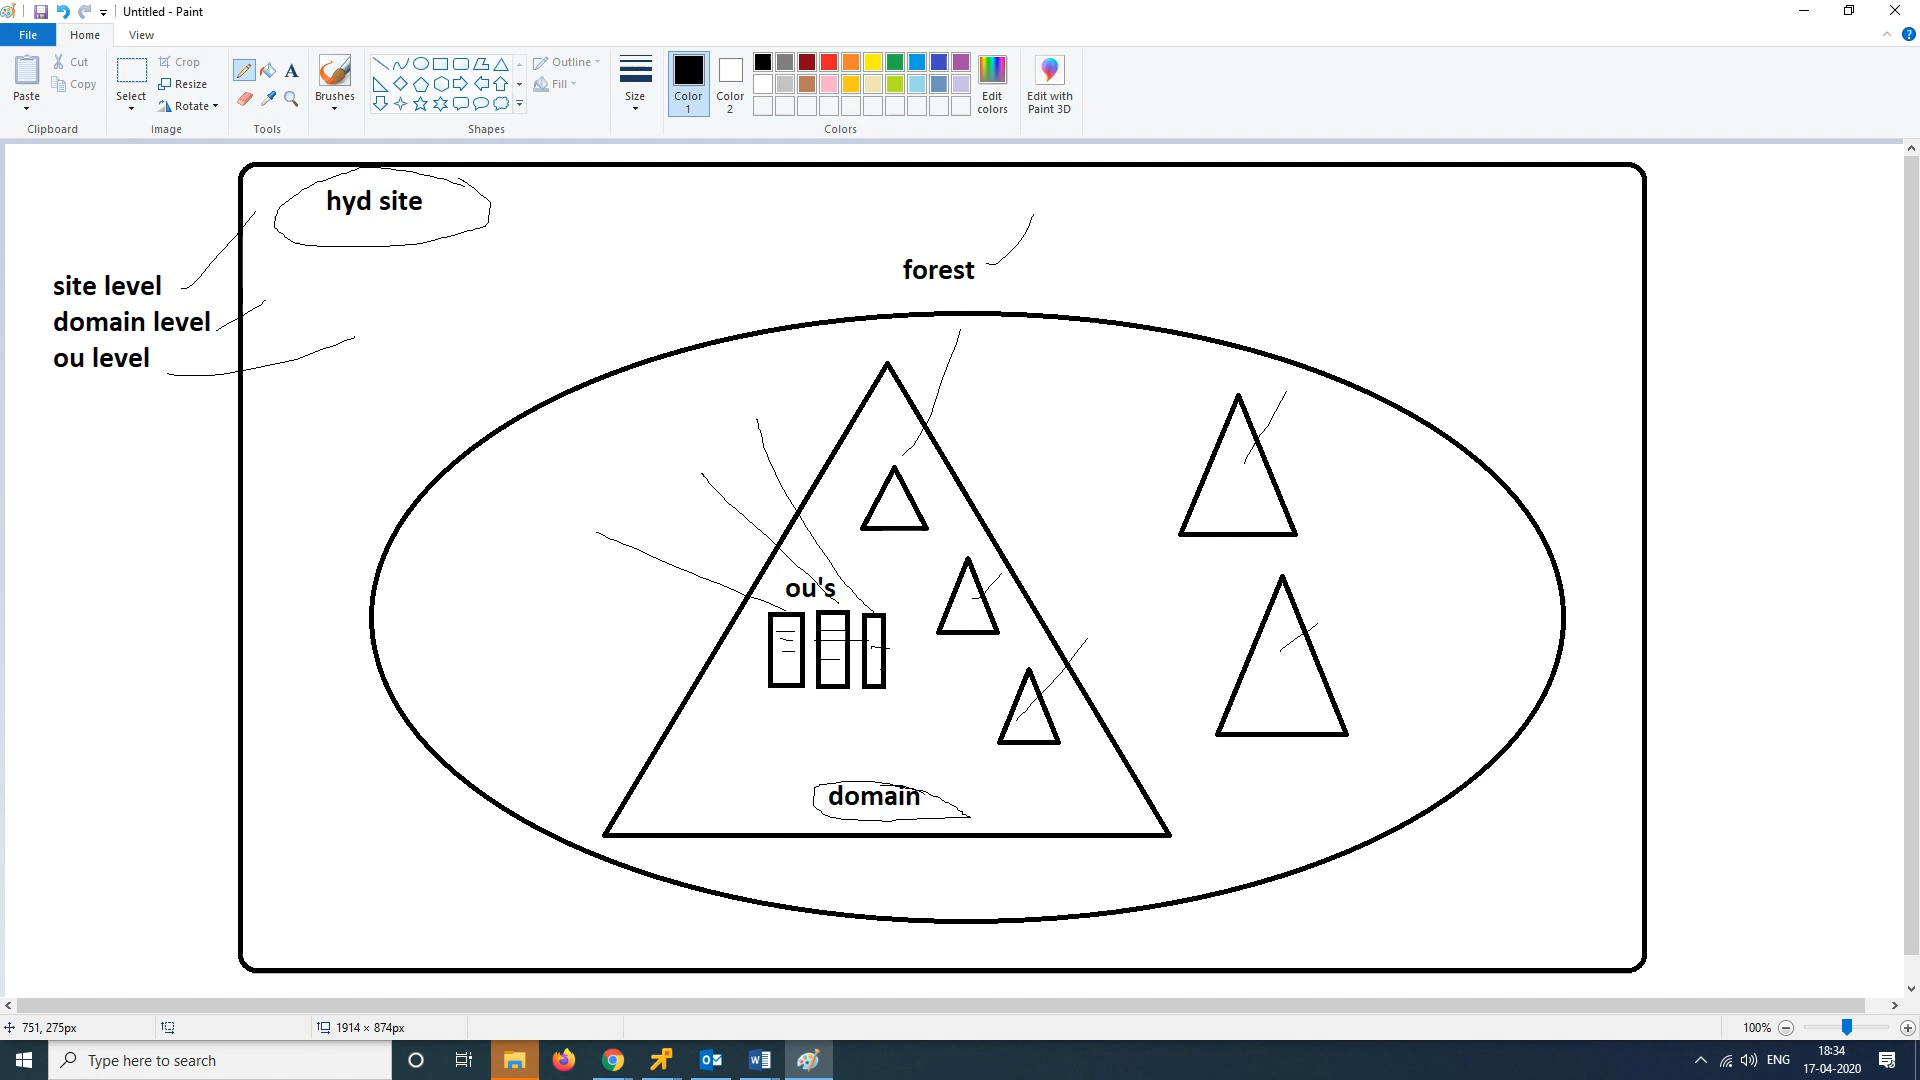 Untitled - Paint
File Home View
Cut
Copy
Paste
Clipboard
Select
Crop
Resize
Rotate
Image
Tools
Brushes
Shapes
Outline
Fill
Size
Color 1
Color 2
Colors
Edit colors
Edit with Paint 3D
hyd site
forest
site level
domain level
ou level
ou's
domain
751, 275px
1914 × 874px
100%
Type here to search
ENG
18:34
17-04-2020